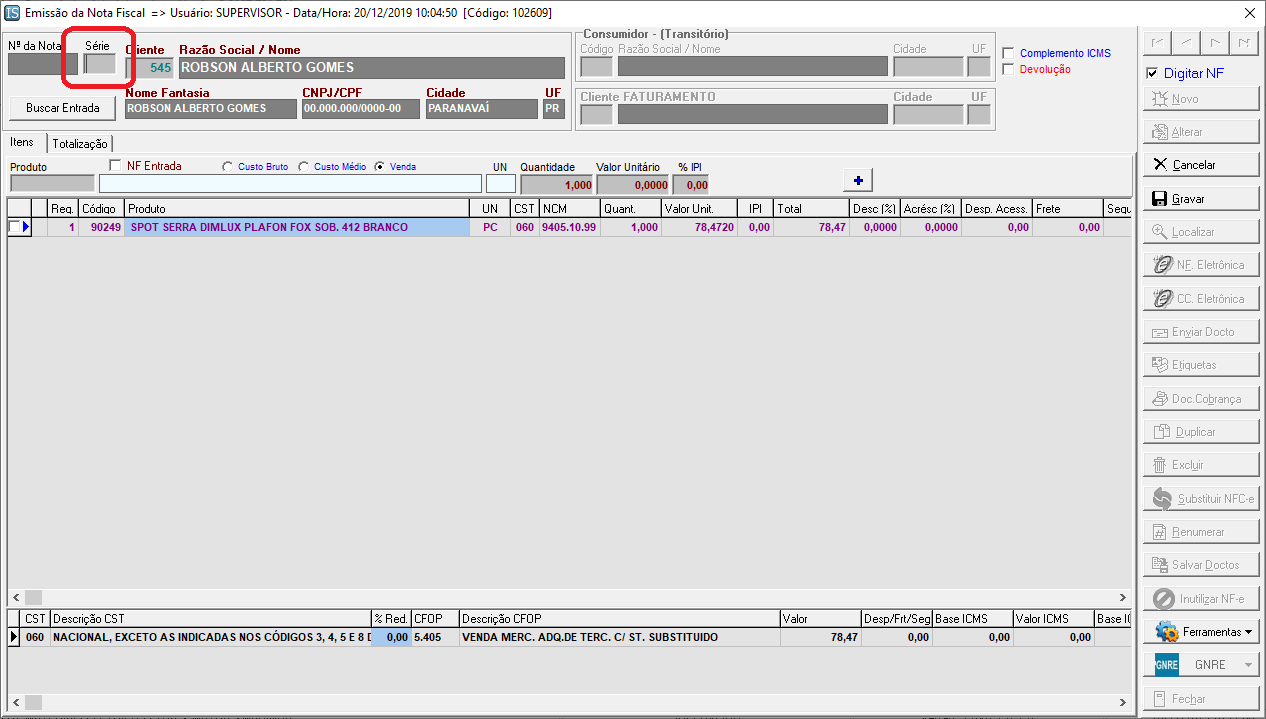 IS Emissão da Nota Fiscal => Usuário: SUPERVISOR - Data/Hora: 20/12/2019 10:04:50 [Código: 102609]
Nº da Nota Série Cliente Razão Social / Nome
545 ROBSON ALBERTO GOMES
Buscar Entrada
Nome Fantasia CNPJ/CPF Cidade UF
ROBSON ALBERTO GOMES 00.000.000/0000-00 PARANAVAÍ PR
Consumidor - (Transitório)
Código Razão Social / Nome Cidade UF
Cliente FATURAMENTO Cidade UF
Complemento ICMS
Devolução
Itens Totalização
Produto NF Entrada Custo Bruto Custo Médio Venda UN Quantidade Valor Unitário % IPI
1,000 0,0000 0,00 +
Reg. Código Produto UN CST NCM Quant. Valor Unit. IPI Total Desc (%) Acrésc (%) Desp. Acess. Frete Segu
1 90249 SPOT SERRA DIMLUX PLAFON FOX SOB. 412 BRANCO PC 060 9405.10.99 1,000 78,4720 0,00 78,47 0,0000 0,0000 0,00 0,00
CST Descrição CST % Red. CFOP Descrição CFOP Valor Desp/Frt/Seg Base ICMS Valor ICMS Base IC
060 NACIONAL, EXCETO AS INDICADAS NOS CÓDIGOS 3, 4, 5 E 8 D 0,00 5.405 VENDA MERC. ADQ.DE TERC. C/ ST. SUBSTITUIDO 78,47 0,00 0,00 0,00
Digitar NF
Novo
Alterar
Cancelar
Gravar
Localizar
NF. Eletrônica
CC. Eletrônica
Enviar Docto
Etiquetas
Doc.Cobrança
Duplicar
Excluir
Substituir NFC-e
Renumerar
Salvar Doctos
Inutilizar NF-e
Ferramentas
GNRE GNRE
Fechar